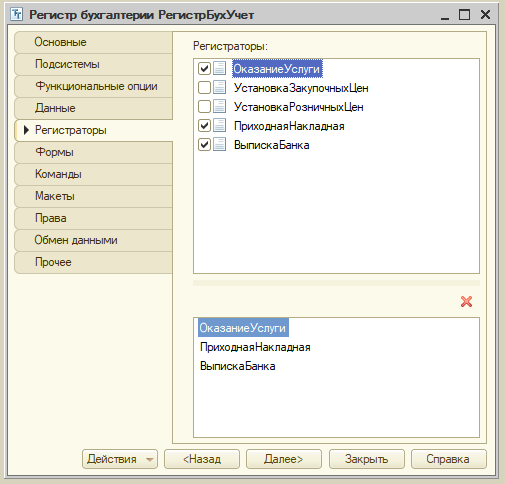 Регистр бухгалтерии РегистрБухУчет
Основные
Подсистемы
Функциональные опции
Данные
Регистраторы
Формы
Команды
Макеты
Права
Обмен данными
Прочее
Регистраторы:
ОказаниеУслуги
УстановкаЗакупочныхЦен
УстановкаРозничныхЦен
ПриходнаяНакладная
ВыпискаБанка
ОказаниеУслуги
ПриходнаяНакладная
ВыпискаБанка
Действия
<Назад
Далее>
Закрыть
Справка